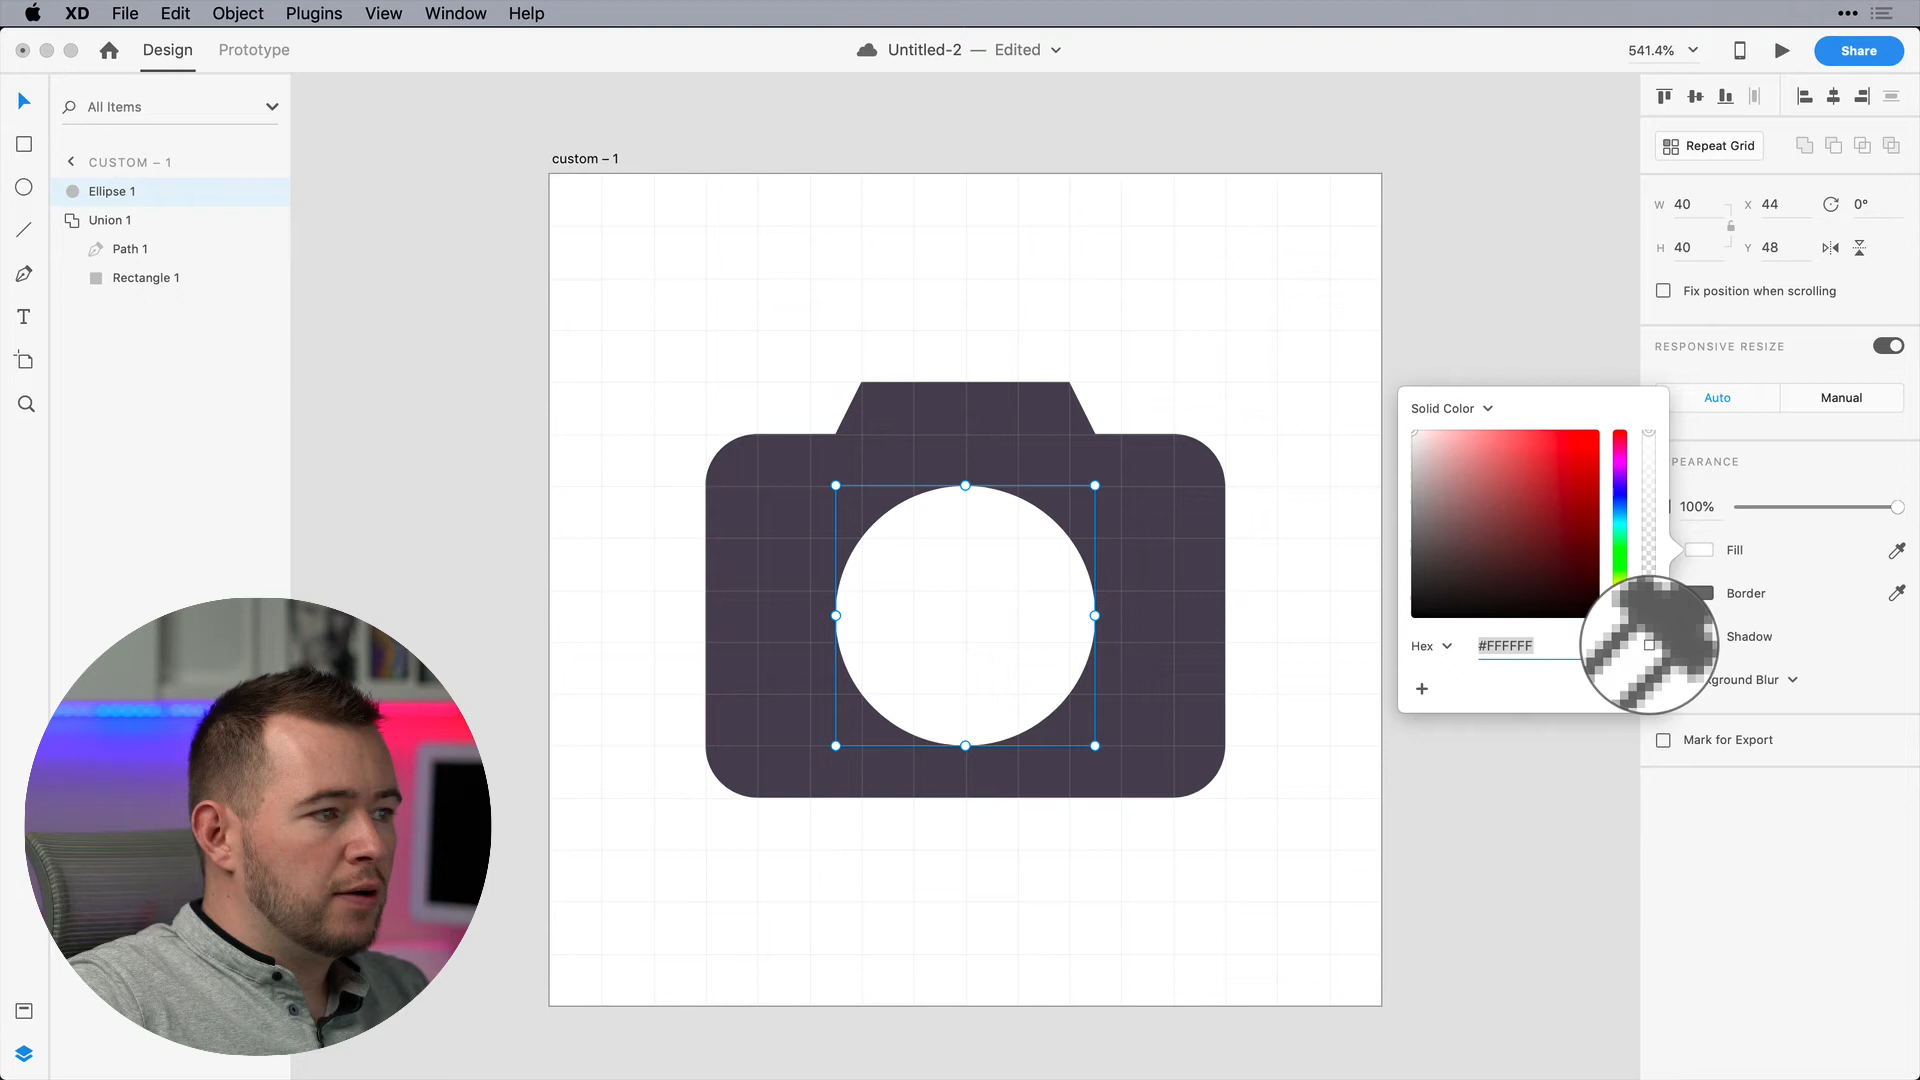 XD File Edit Object Plugins View Window Help
Design Prototype
Untitled-2 — Edited
541.4%
Share
All Items
CUSTOM – 1
Ellipse 1
Union 1
Path 1
Rectangle 1
custom – 1
Repeat Grid
W 40 X 44 0°
H 40 Y 48
Fix position when scrolling
RESPONSIVE RESIZE
Auto Manual
Solid Color
PEARANCE
100%
Fill
Border
Hex #FFFFFF
Shadow
ground Blur
Mark for Export